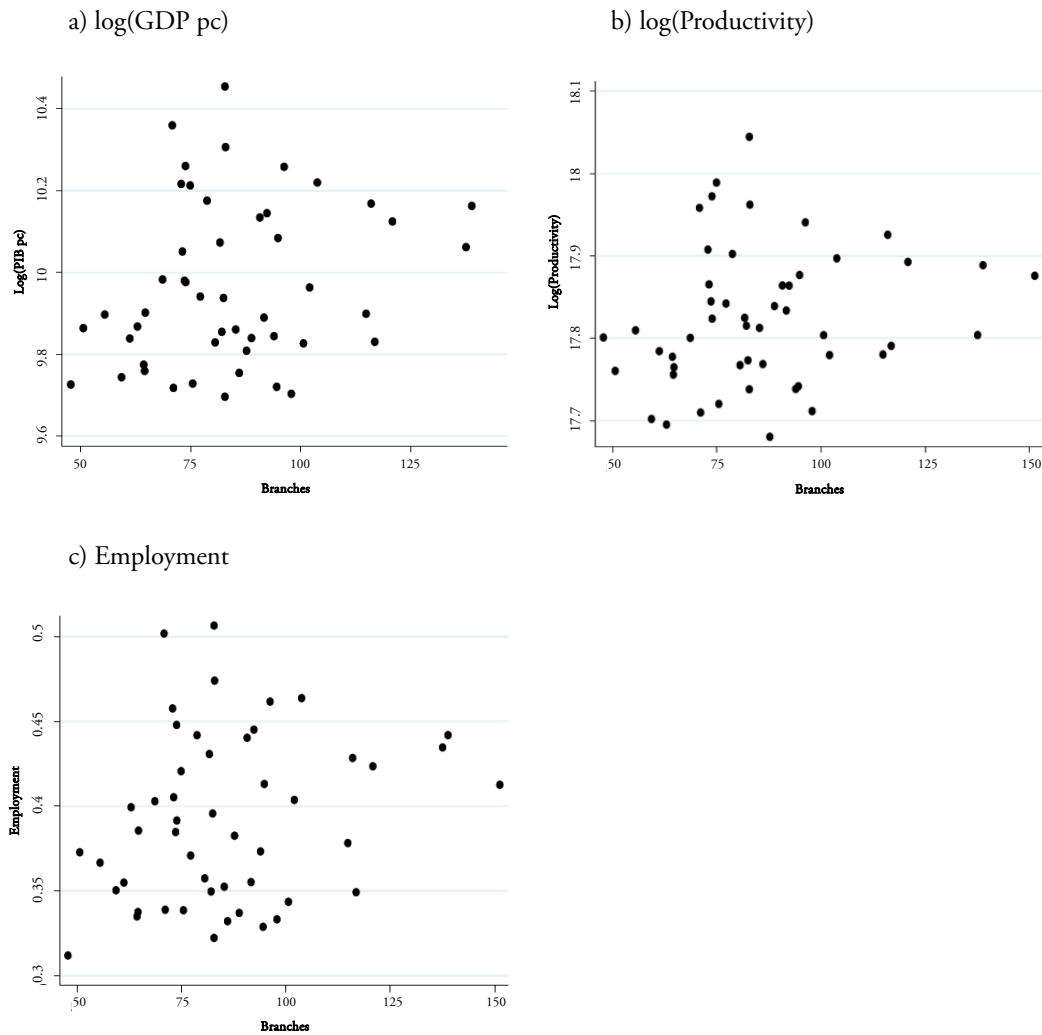 a) log(GDP pc)
b) log(Productivity)
Log(PIB pc)
10.4
10.2
10
9.8
9.6
50 75 100 125
Branches
Log(Productivity)
18.1
18
17.9
17.8
17.7
50 75 100 125 150
Branches
c) Employment
Employment
0.5
0.45
0.4
0.35
0.3
50 75 100 125 150
Branches